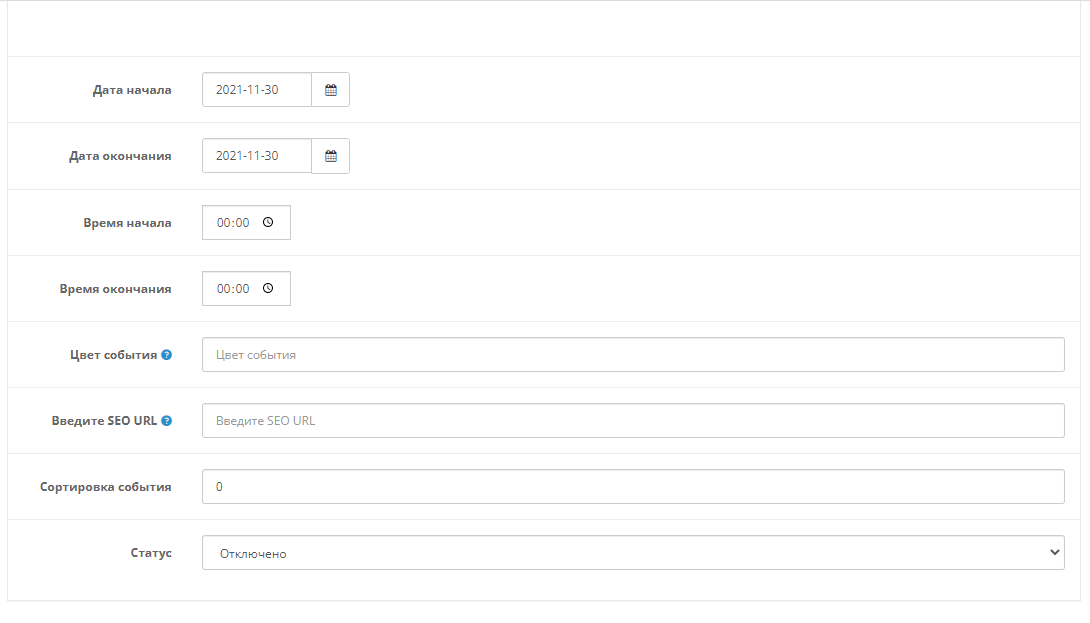 Дата начала 2021-11-30
Дата окончания 2021-11-30
Время начала 00:00
Время окончания 00:00
Цвет события ? Цвет события
Введите SEO URL ? Введите SEO URL
Сортировка события 0
Статус Отключено